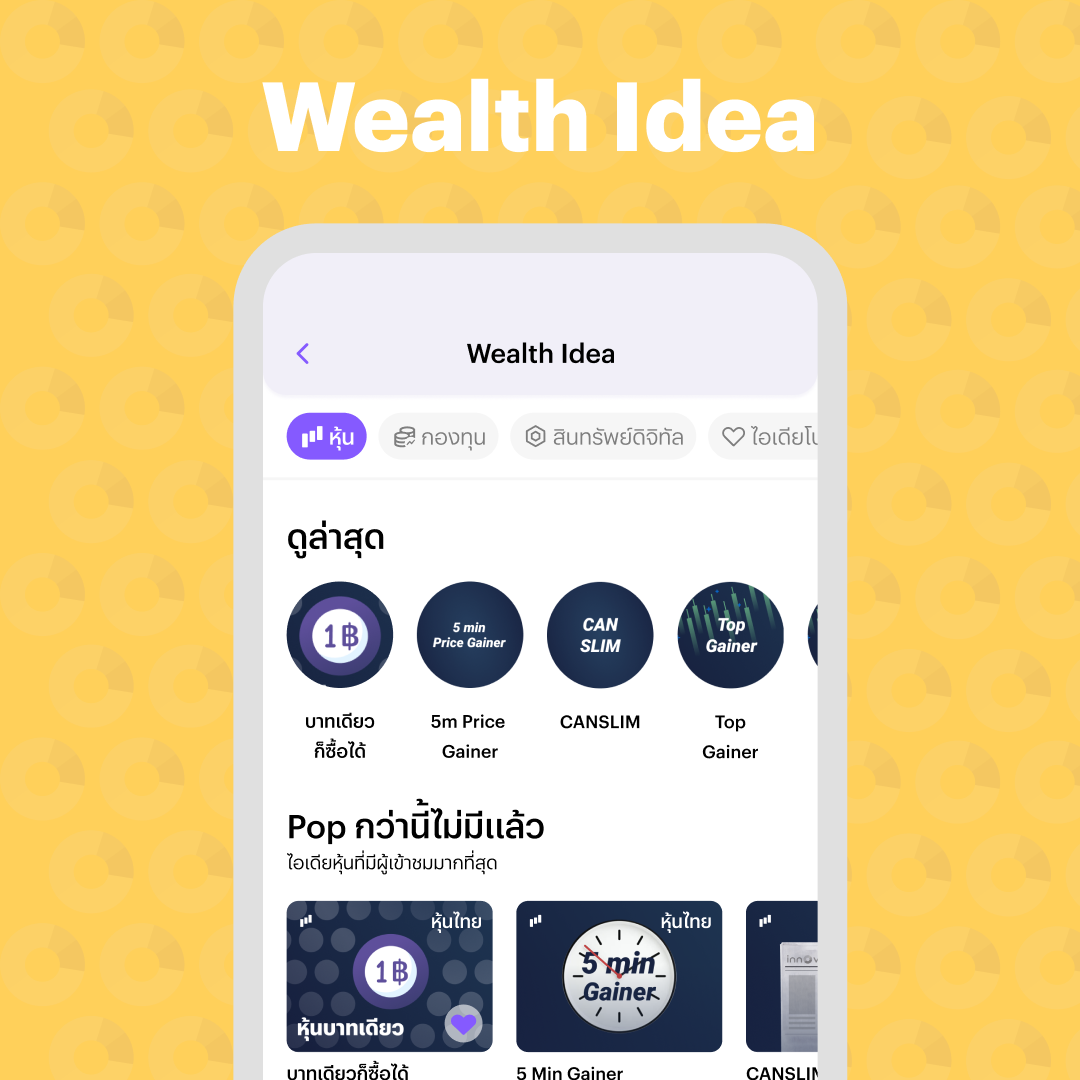 Wealth Idea
Wealth Idea
หุ้น กองทุน สินทรัพย์ดิจิทัล ไอเดียโ
ดูล่าสุด
1 ฿
5 min
Price Gainer
CAN
SLIM
Top
Gainer
บาทเดียว
ก็ซื้อได้
5m Price
Gainer
CANSLIM
Top
Gainer
Pop กว่านี้ไม่มีแล้ว
ไอเดียหุ้นที่มีผู้เข้าชมมากที่สุด
หุ้นไทย
1 ฿
หุ้นบาทเดียว
บาทเดียวก็ซื้อได้
หุ้นไทย
5 min
Gainer
5 Min Gainer
innov
CANSLIM